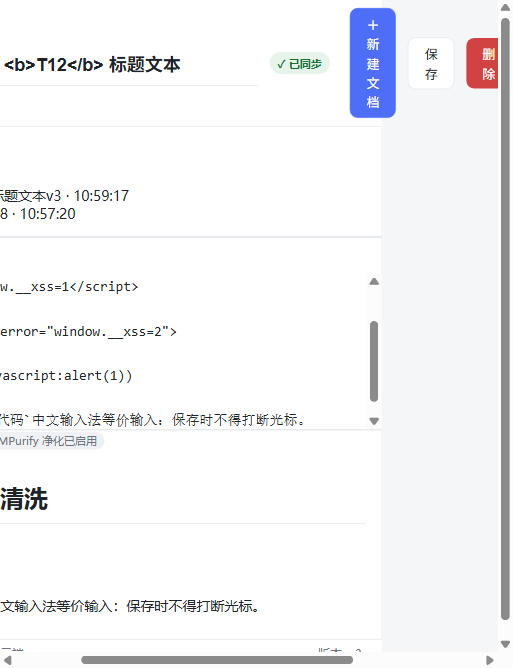 <b>T12</b> 标题文本
✓ 已同步
+
新
建
文
档
保
存
删
除
标题文本v3 · 10:59:17
8 · 10:57:20
w.__xss=1</script>
error="window.__xss=2">
vascript:alert(1))
代码`中文输入法等价输入：保存时不得打断光标。
MPurify 净化已启用
清洗
文输入法等价输入：保存时不得打断光标。